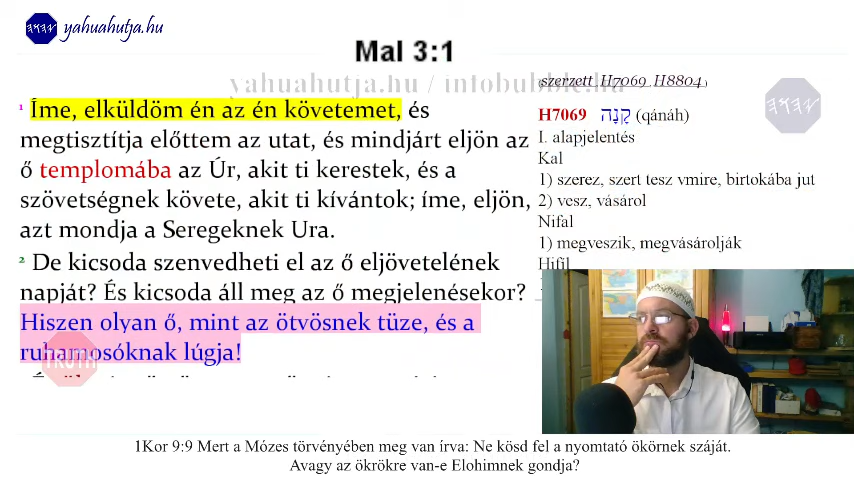 yahuahutja.hu
Mal 3:1
yahuahutja.hu / infobubble.hu
1 Íme, elküldöm én az én követemet, és
megtisztítja előttem az utat, és mindjárt eljön az
ő templomába az Úr, akit ti kerestek, és a
szövetségnek követe, akit ti kívántok; íme, eljön,
azt mondja a Seregeknek Ura.
2 De kicsoda szenvedheti el az ő eljövetelének
napját? És kicsoda áll meg az ő megjelenésekor?
Hiszen olyan ő, mint az ötvösnek tüze, és a
ruhamosóknak lúgja!
TRUTH
szerzett ‚H7069 ‚H8804
H7069 קָנָה (qánáh)
I. alapjelentés
Kal
1) szerez, szert tesz vmire, birtokába jut
2) vesz, vásárol
Nifal
1) megveszik, megvásárolják
Hifil
1Kor 9:9 Mert a Mózes törvényében meg van írva: Ne kösd fel a nyomtató ökörnek száját.
Avagy az ökrökre van-e Elohimnek gondja?